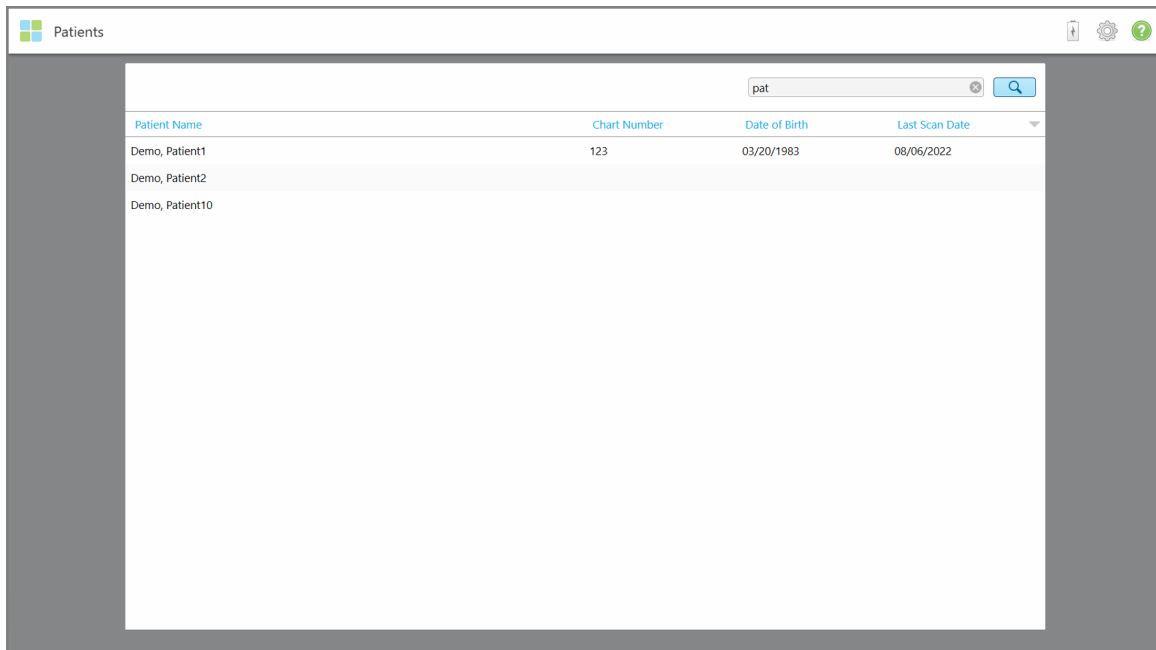 Patients
?
pat
Patient Name Chart Number Date of Birth Last Scan Date
Demo, Patient1 123 03/20/1983 08/06/2022
Demo, Patient2
Demo, Patient10